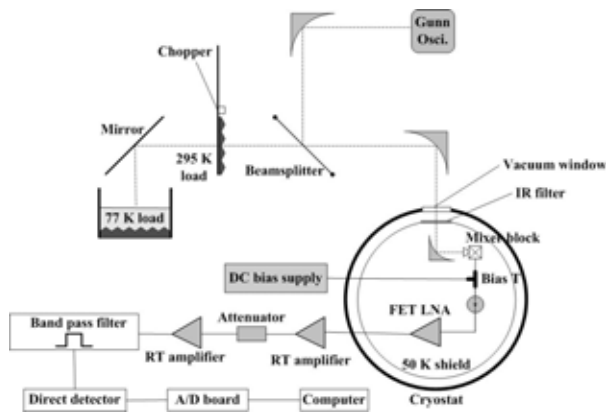 Gunn
Osci.
Chopper
Mirror
295 K
load
Beamsplitter
Vacuum window
IR filter
77 K load
Mixer block
DC bias supply
Bias T
FET LNA
Attenuator
Band pass filter
RT amplifier
RT amplifier
50 K shield
Cryostat
Direct detector
A/D board
Computer